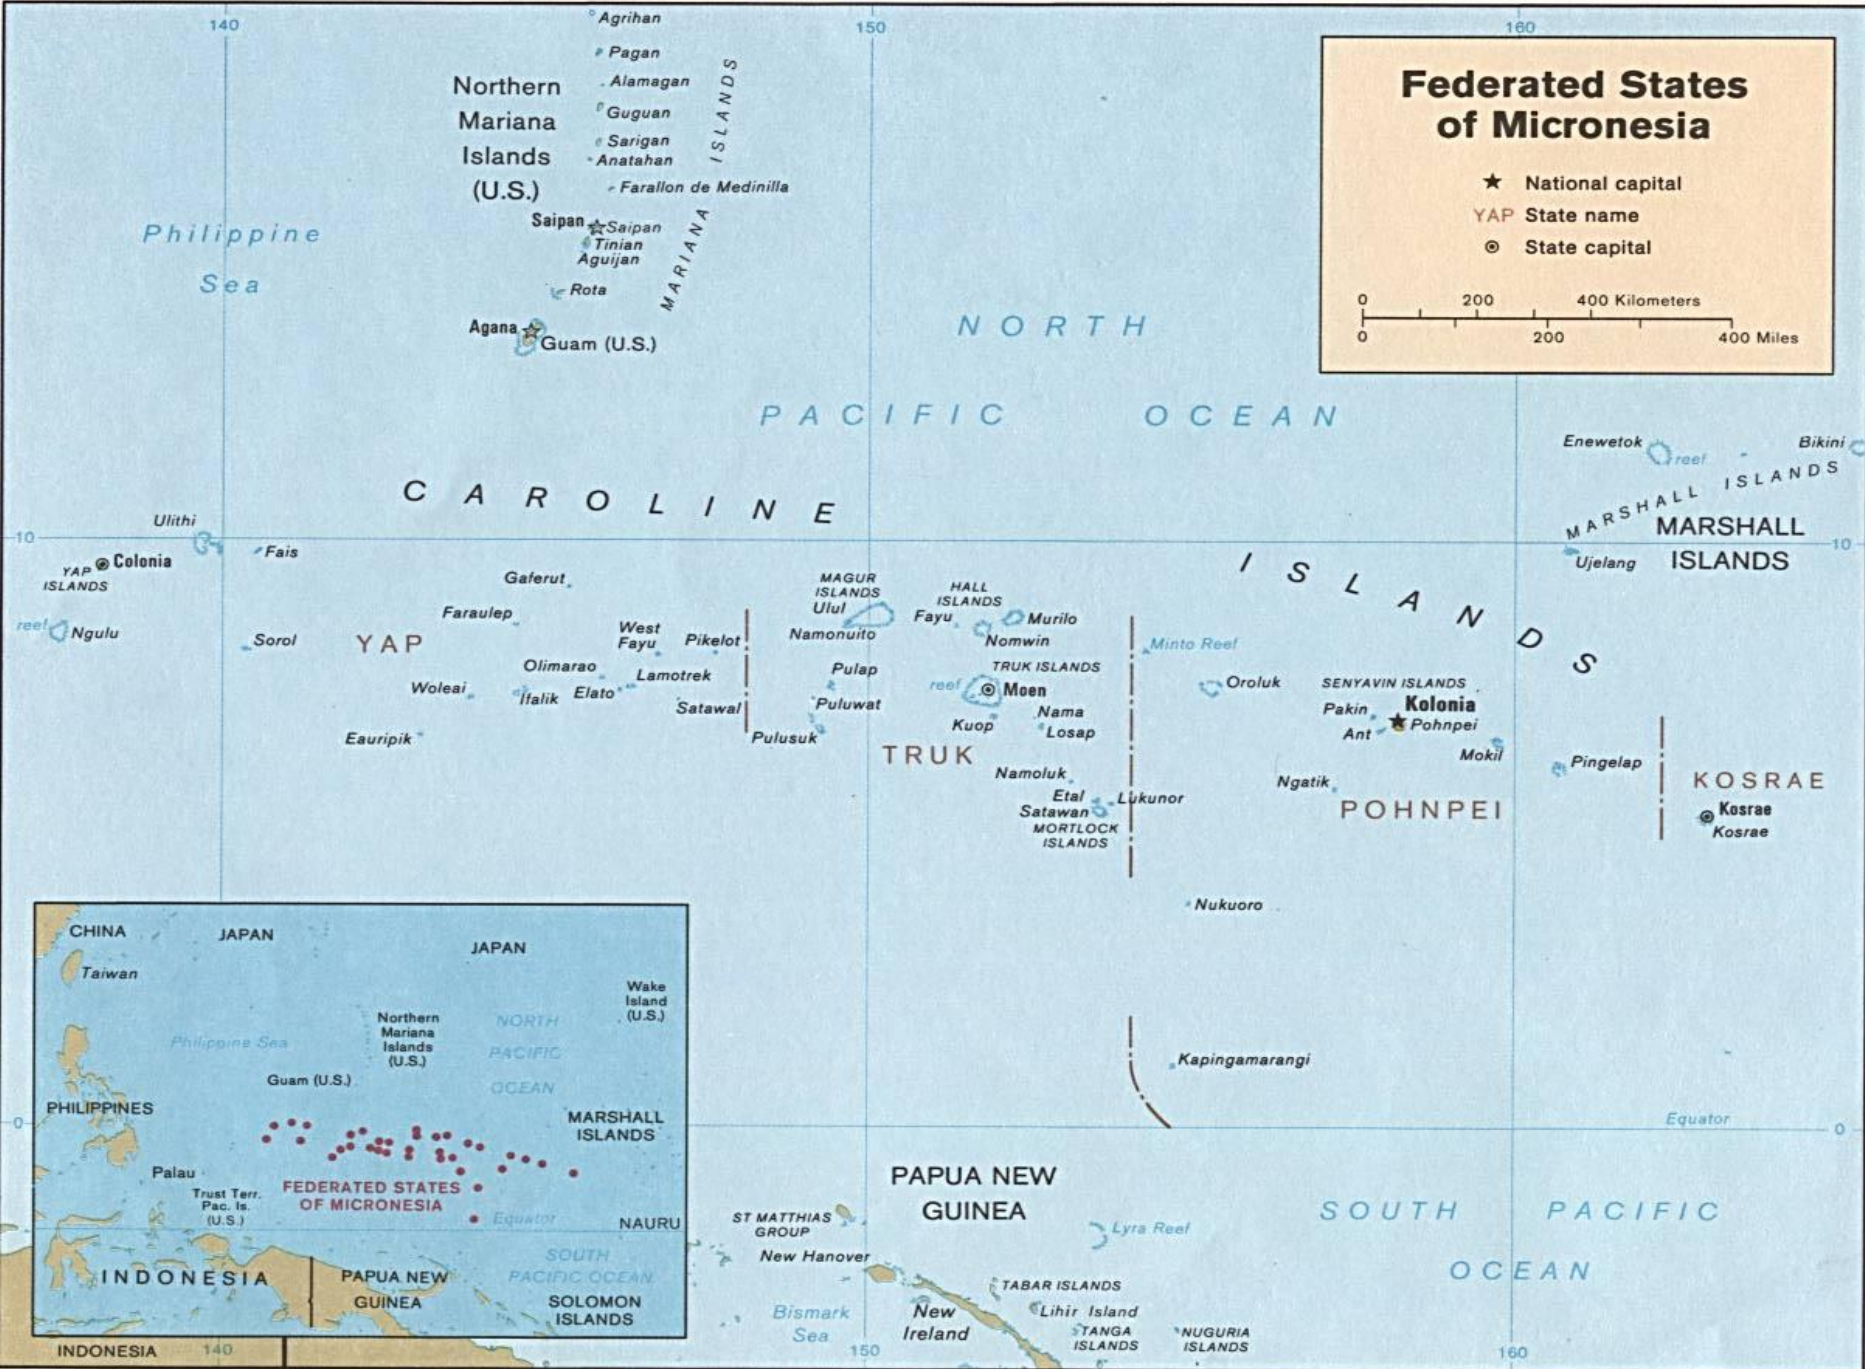 140
150
160
Agrihan
Pagan
Alamagan
Guguan
Sarigan
Anatahan
Farallon de Medinilla
Northern
Mariana
Islands
(U.S.)
MARIANA ISLANDS
Saipan
Saipan
Tinian
Aguijan
Rota
Agana
Guam (U.S.)
Philippine
Sea
Federated States
of Micronesia
National capital
YAP State name
State capital
0 200 400 Kilometers
0 200 400 Miles
NORTH
PACIFIC OCEAN
CAROLINE ISLANDS
Enewetok
reef
Bikini
MARSHALL ISLANDS
MARSHALL
ISLANDS
Ujelang
10
10
Ulithi
Colonia
YAP
ISLANDS
Fais
reef
Ngulu
Sorol
YAP
Gaferut
Faraulep
West
Fayu
Pikelot
Olimarao
Lamotrek
Woleai
Ifalik
Elato
Satawal
Eauripik
MAGUR
ISLANDS
Ulul
Namonuito
Pulap
Puluwat
Pulusuk
HALL
ISLANDS
Fayu
Murilo
Nomwin
TRUK ISLANDS
reef
Moen
Kuop
Nama
Losap
TRUK
Namoluk
Etal
Lukunor
Satawan
MORTLOCK
ISLANDS
Minto Reef
Oroluk
SENYAVIN ISLANDS
Kolonia
Pakin
Pohnpei
Ant
Mokil
Pingelap
Ngatik
POHNPEI
KOSRAE
Kosrae
Kosrae
Nukuoro
Kapingamarangi
0
Equator
0
PAPUA NEW
GUINEA
SOUTH PACIFIC
OCEAN
ST MATTHIAS
GROUP
Lyra Reef
New Hanover
TABAR ISLANDS
Lihir Island
New
Ireland
TANGA
ISLANDS
NUGURIA
ISLANDS
Bismark
Sea
CHINA
JAPAN
JAPAN
Taiwan
Wake
Island
(U.S.)
Northern
Mariana
Islands
(U.S.)
NORTH
PACIFIC
OCEAN
Philippine Sea
Guam (U.S.)
PHILIPPINES
MARSHALL
ISLANDS
Palau
Trust Terr.
Pac. Is.
(U.S.)
FEDERATED STATES
OF MICRONESIA
Equator
NAURU
SOUTH
PACIFIC OCEAN
INDONESIA
PAPUA NEW
GUINEA
SOLOMON
ISLANDS
INDONESIA
140
150
160